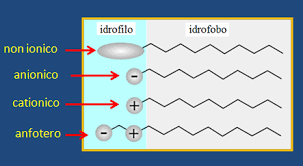 idrofilo idrofobo
non ionico
anionico
-
cationico
+
anfotero
- +